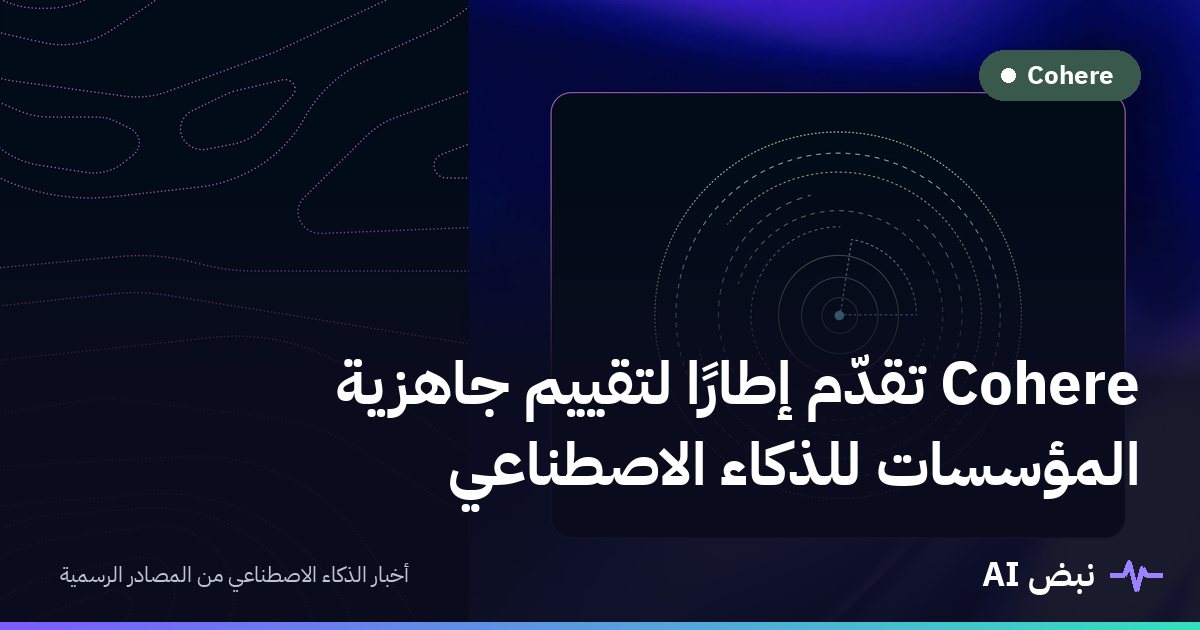 Cohere
Cohere تقدّم إطارًا لتقييم جاهزية
المؤسسات للذكاء الاصطناعي
نبض AI
أخبار الذكاء الاصطناعي من المصادر الرسمية